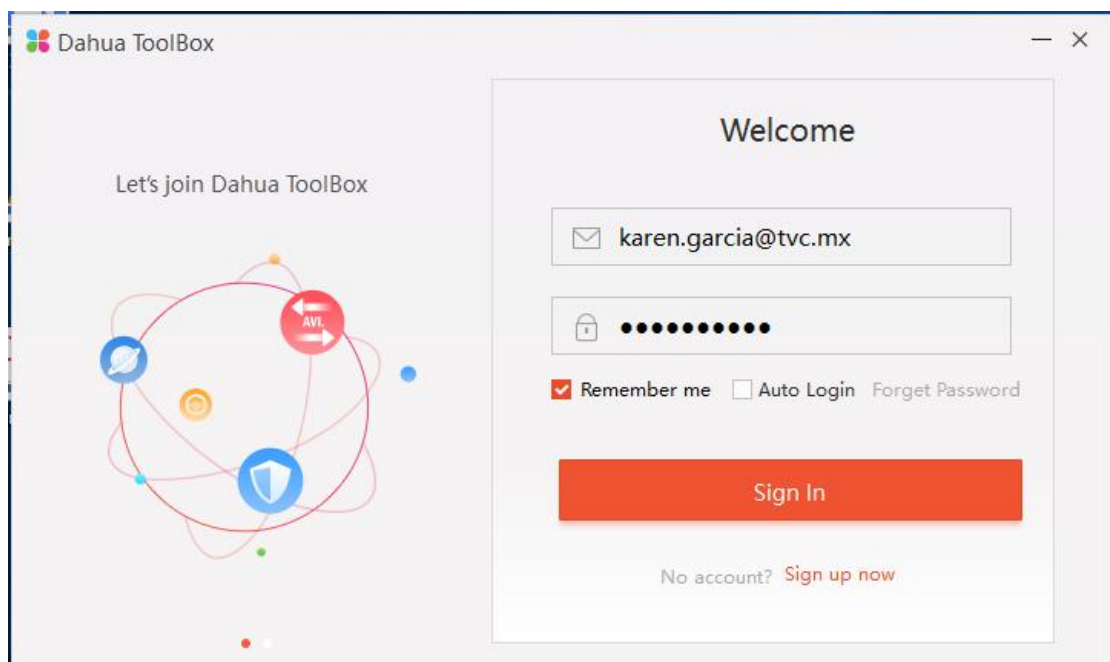 Dahua ToolBox
Let's join Dahua ToolBox
AVI.
Welcome
karen.garcia@tvc.mx
●●●●●●●●●●
Remember me Auto Login Forget Password
Sign In
No account? Sign up now